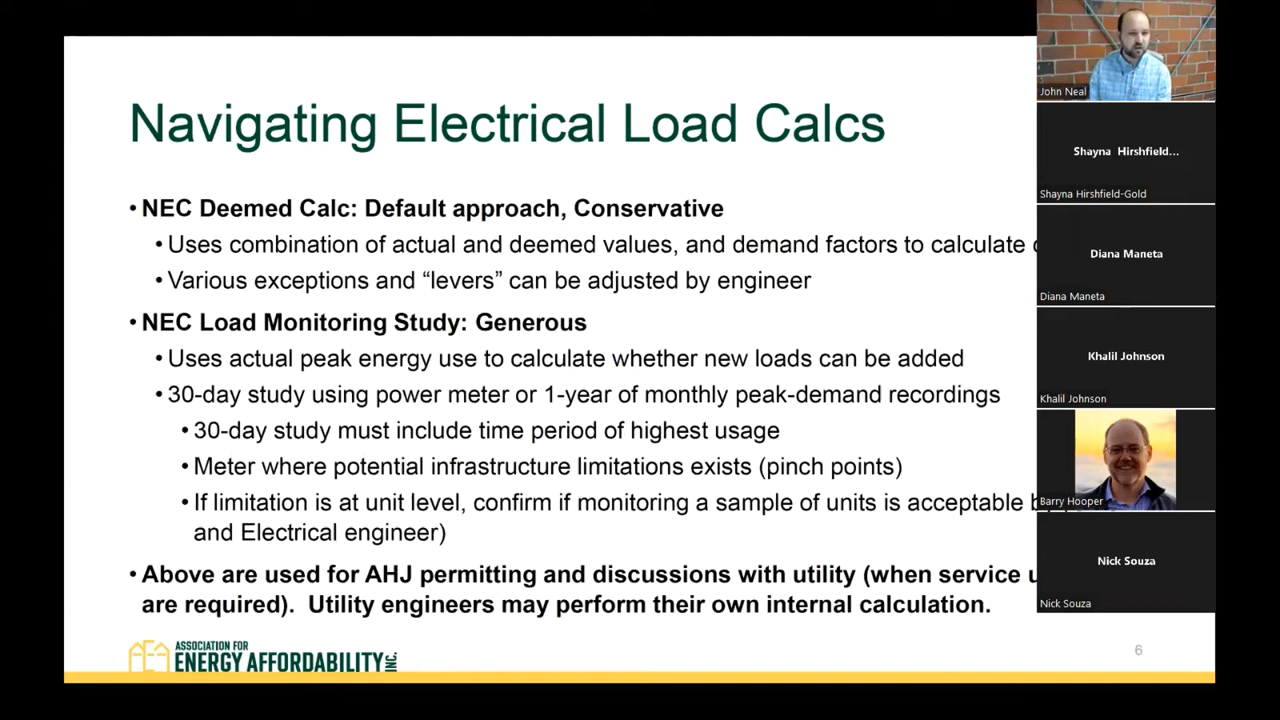 Navigating Electrical Load Calcs
• NEC Deemed Calc: Default approach, Conservative
• Uses combination of actual and deemed values, and demand factors to calculate
• Various exceptions and “levers” can be adjusted by engineer
• NEC Load Monitoring Study: Generous
• Uses actual peak energy use to calculate whether new loads can be added
• 30-day study using power meter or 1-year of monthly peak-demand recordings
• 30-day study must include time period of highest usage
• Meter where potential infrastructure limitations exists (pinch points)
• If limitation is at unit level, confirm if monitoring a sample of units is acceptable
and Electrical engineer)
• Above are used for AHJ permitting and discussions with utility (when service
are required).  Utility engineers may perform their own internal calculation.
ASSOCIATION FOR
ENERGY AFFORDABILITY INC.
6
John Neal
Shayna Hirshfield...
Shayna Hirshfield-Gold
Diana Maneta
Diana Maneta
Khalil Johnson
Khalil Johnson
Barry Hooper
Nick Souza
Nick Souza